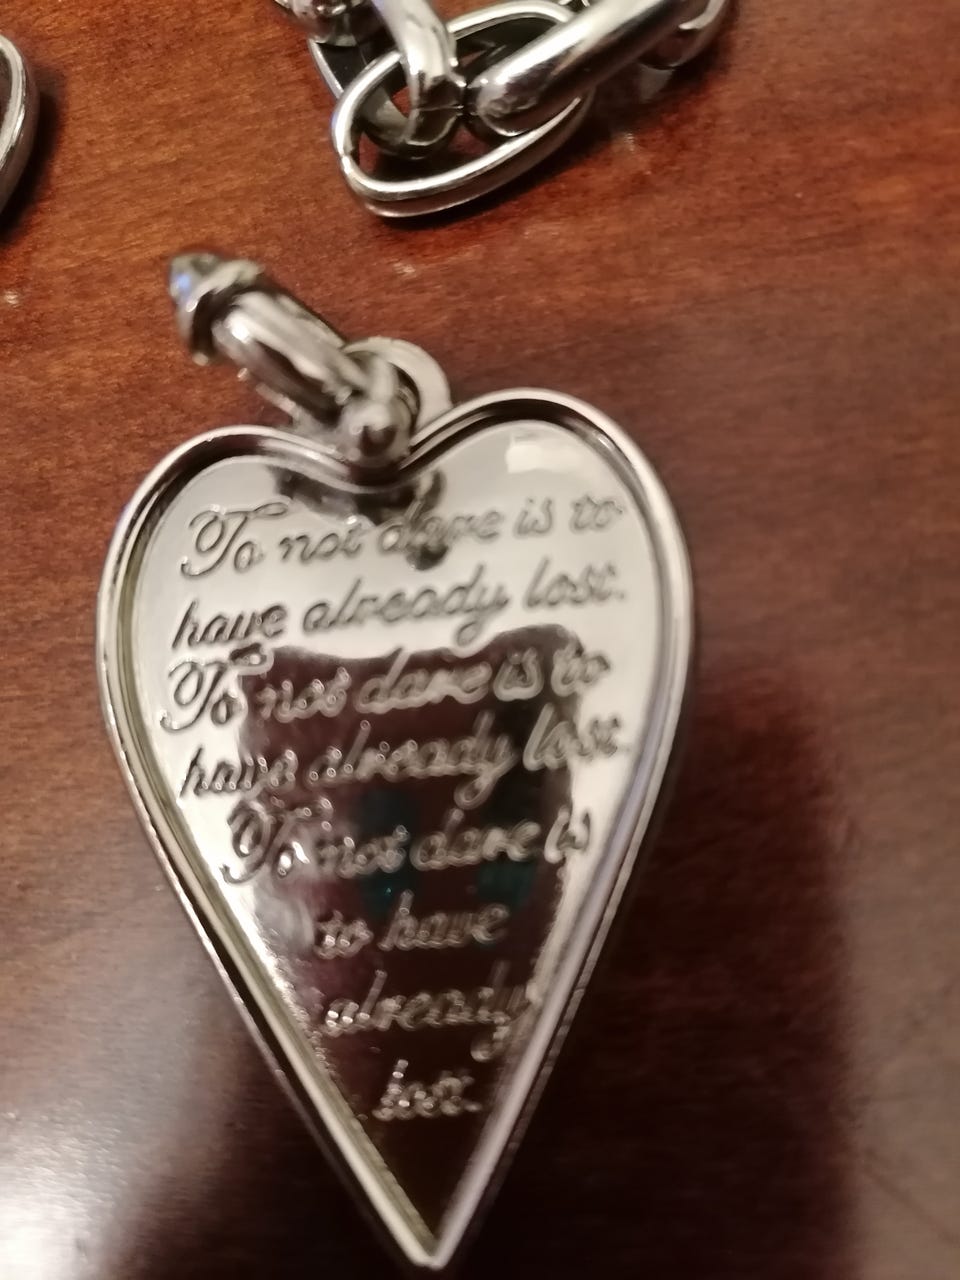 To not dare is to
have already lost.
To not dare is to
have already lost.
To not dare is
to have
already
lost.